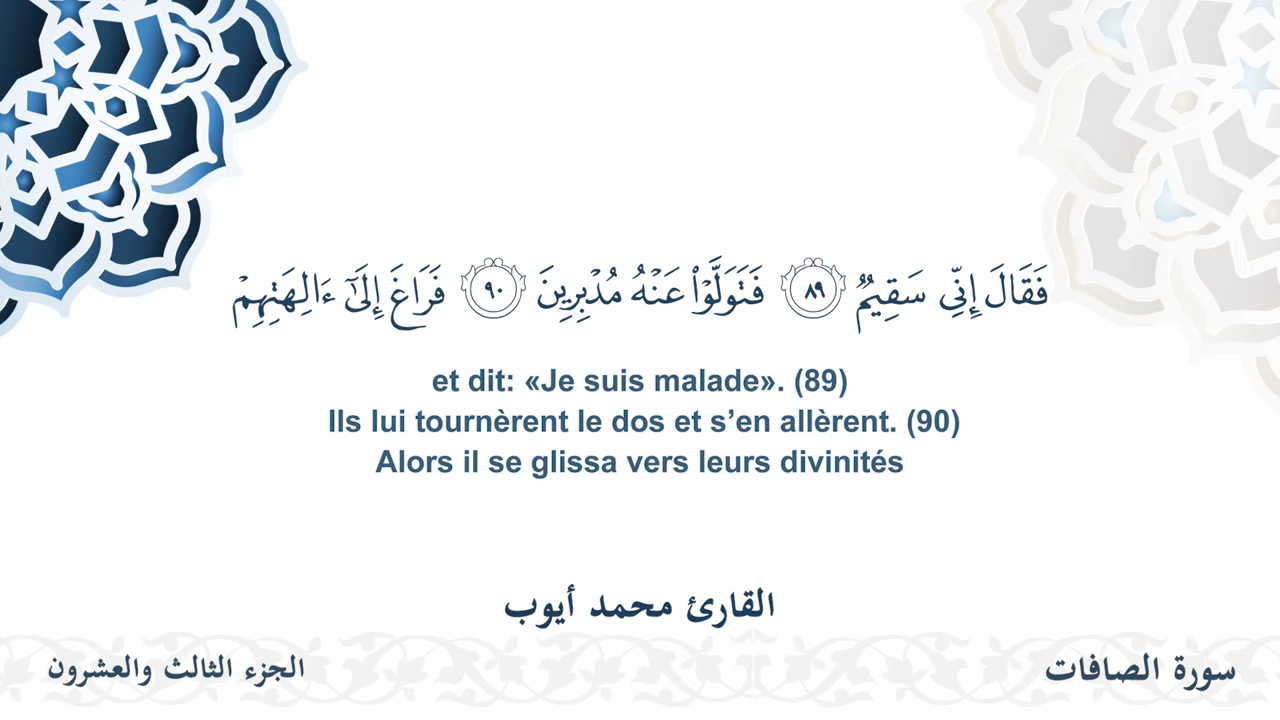 فَقَالَ إِنِّى سَقِيمٌ ٨٩ فَتَوَلَّوْا۟ عَنْهُ مُدْبِرِينَ ٩٠ فَرَاغَ إِلَىٰٓ ءَالِهَتِهِمْ
et dit: «Je suis malade». (89)
Ils lui tournèrent le dos et s’en allèrent. (90)
Alors il se glissa vers leurs divinités
القارئ محمد أيوب
سورة الصافات
الجزء الثالث والعشرون